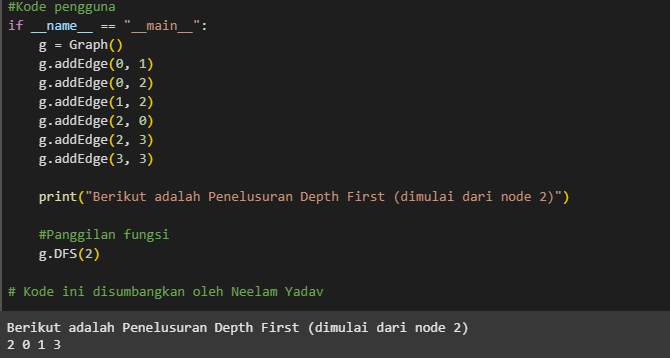 #Kode pengguna
if __name__ == "__main__":
    g = Graph()
    g.addEdge(0, 1)
    g.addEdge(0, 2)
    g.addEdge(1, 2)
    g.addEdge(2, 0)
    g.addEdge(2, 3)
    g.addEdge(3, 3)
    print("Berikut adalah Penelusuran Depth First (dimulai dari node 2)")
    #Panggilan fungsi
    g.DFS(2)
# Kode ini disumbangkan oleh Neelam Yadav
Berikut adalah Penelusuran Depth First (dimulai dari node 2)
2 0 1 3